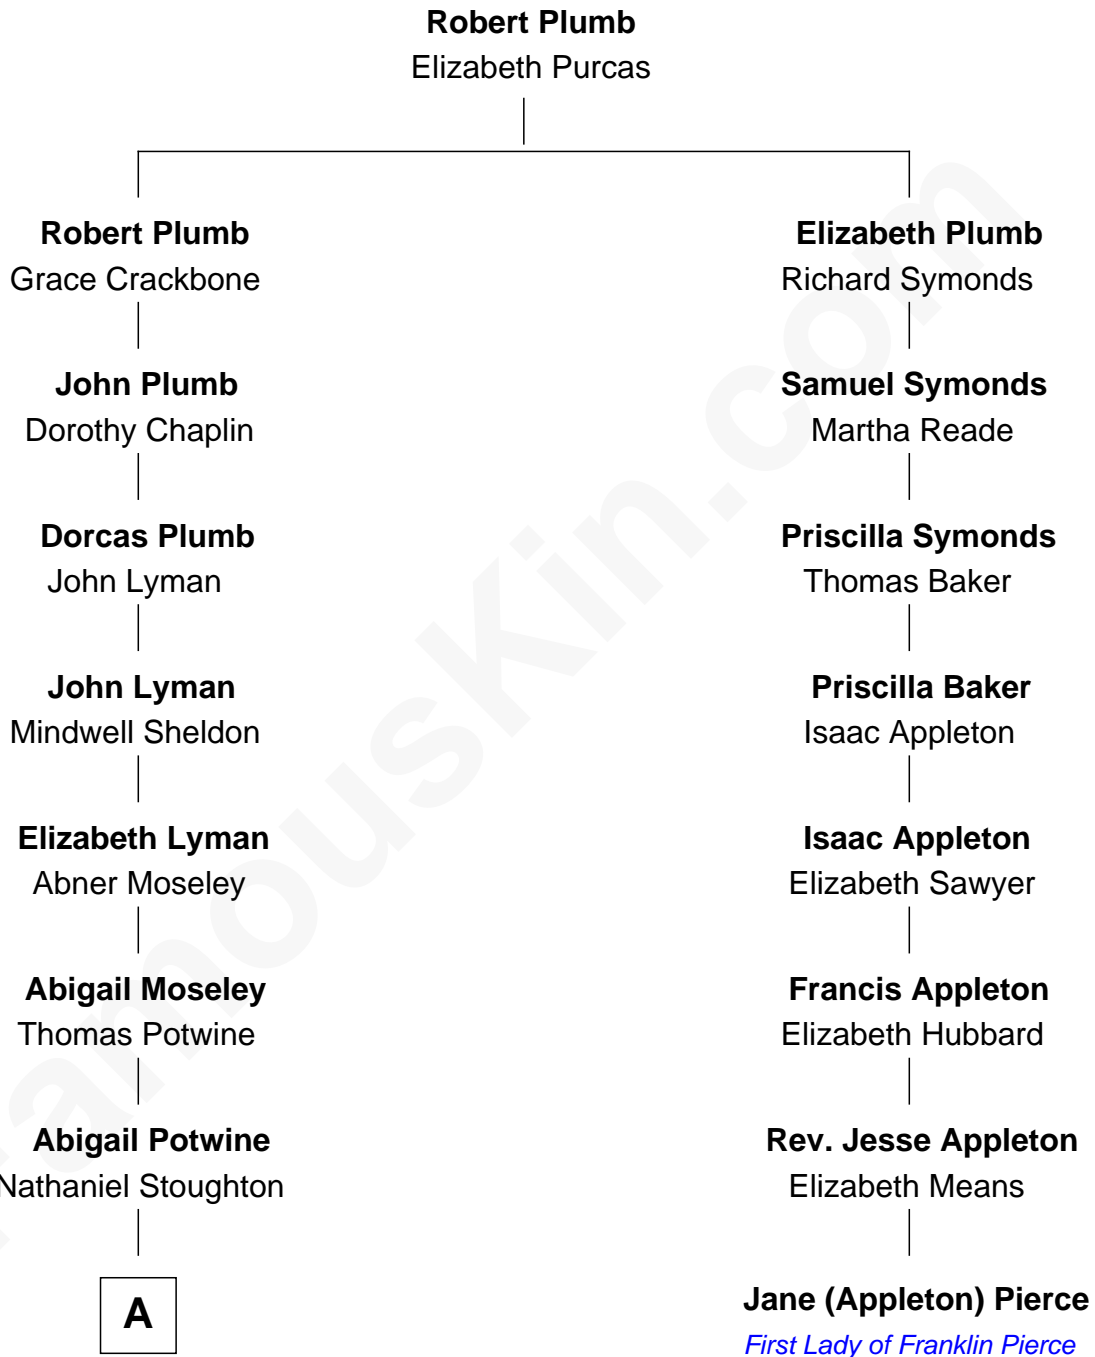 Robert Plumb
Elizabeth Purcas
Robert Plumb
Grace Crackbone
John Plumb
Dorothy Chaplin
Dorcas Plumb
John Lyman
John Lyman
Mindwell Sheldon
Elizabeth Lyman
Abner Moseley
Abigail Moseley
Thomas Potwine
Abigail Potwine
Nathaniel Stoughton
A
Elizabeth Plumb
Richard Symonds
Samuel Symonds
Martha Reade
Priscilla Symonds
Thomas Baker
Priscilla Baker
Isaac Appleton
Isaac Appleton
Elizabeth Sawyer
Francis Appleton
Elizabeth Hubbard
Rev. Jesse Appleton
Elizabeth Means
Jane (Appleton) Pierce
First Lady of Franklin Pierce
FamousKin.com